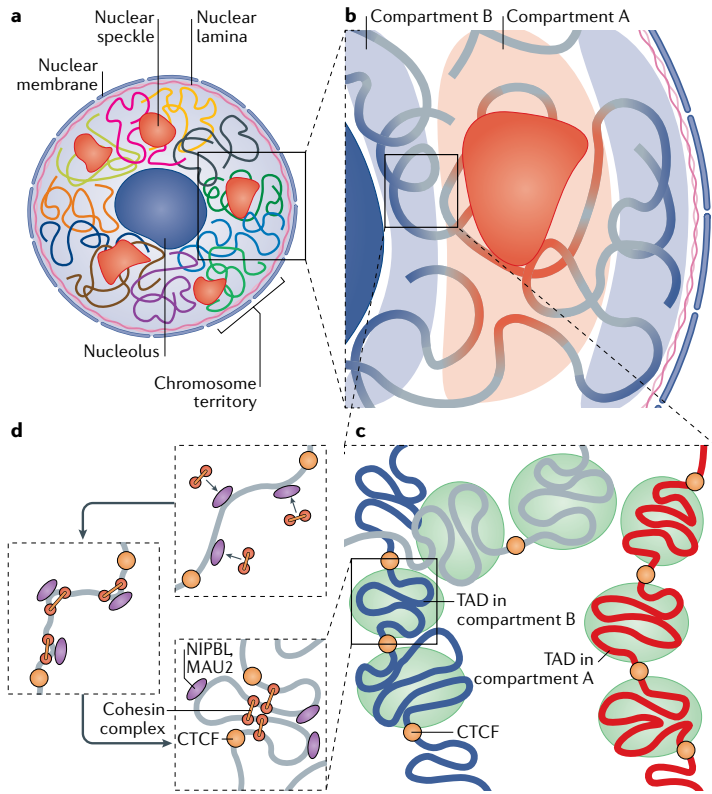 a
Nuclear
speckle
Nuclear
lamina
Nuclear
membrane
Nucleolus
Chromosome
territory
b
Compartment B
Compartment A
d
NIPBL,
MAU2
Cohesin
complex
CTCF
c
TAD in
compartment B
TAD in
compartment A
CTCF